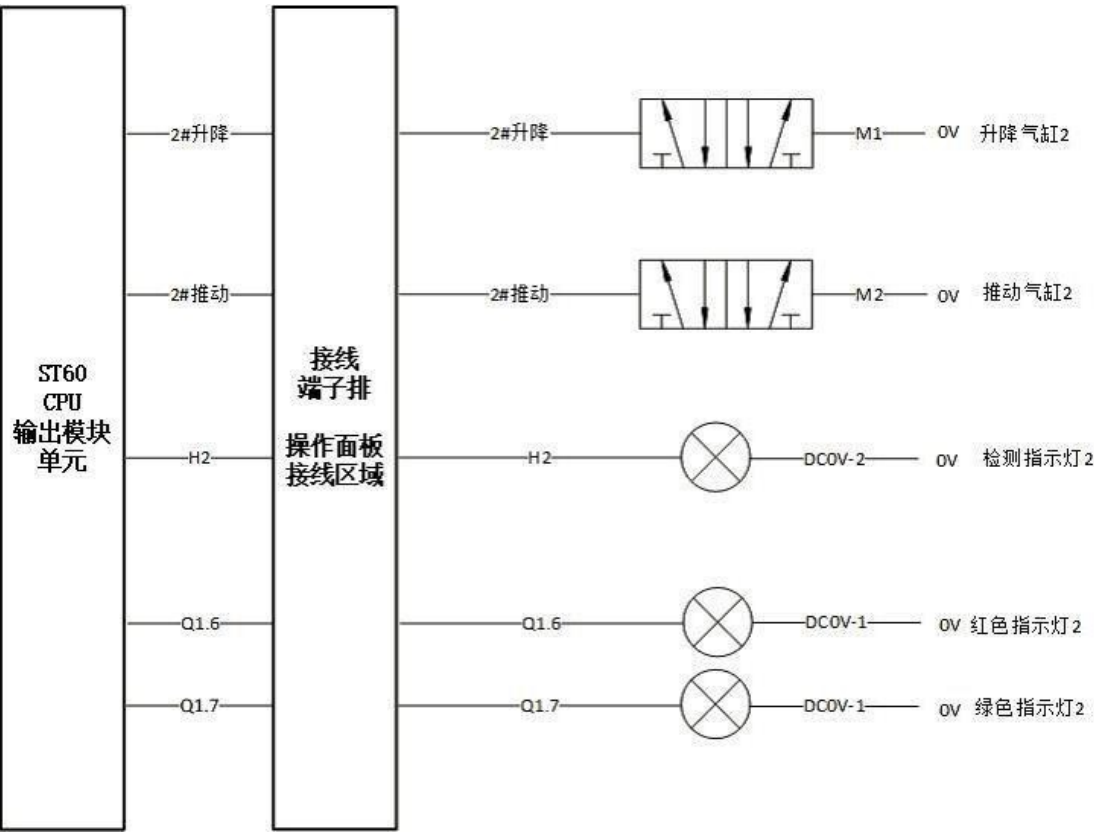 2#升降
2#升降
M1
0V
升降气缸2
2#推动
2#推动
M2
0V
推动气缸2
ST60
CPU
输出模块
单元
接线
端子排
操作面板
接线区域
H2
H2
DC0V-2
0V
检测指示灯2
Q1.6
Q1.6
DC0V-1
0V
红色指示灯2
Q1.7
Q1.7
DC0V-1
0V
绿色指示灯2